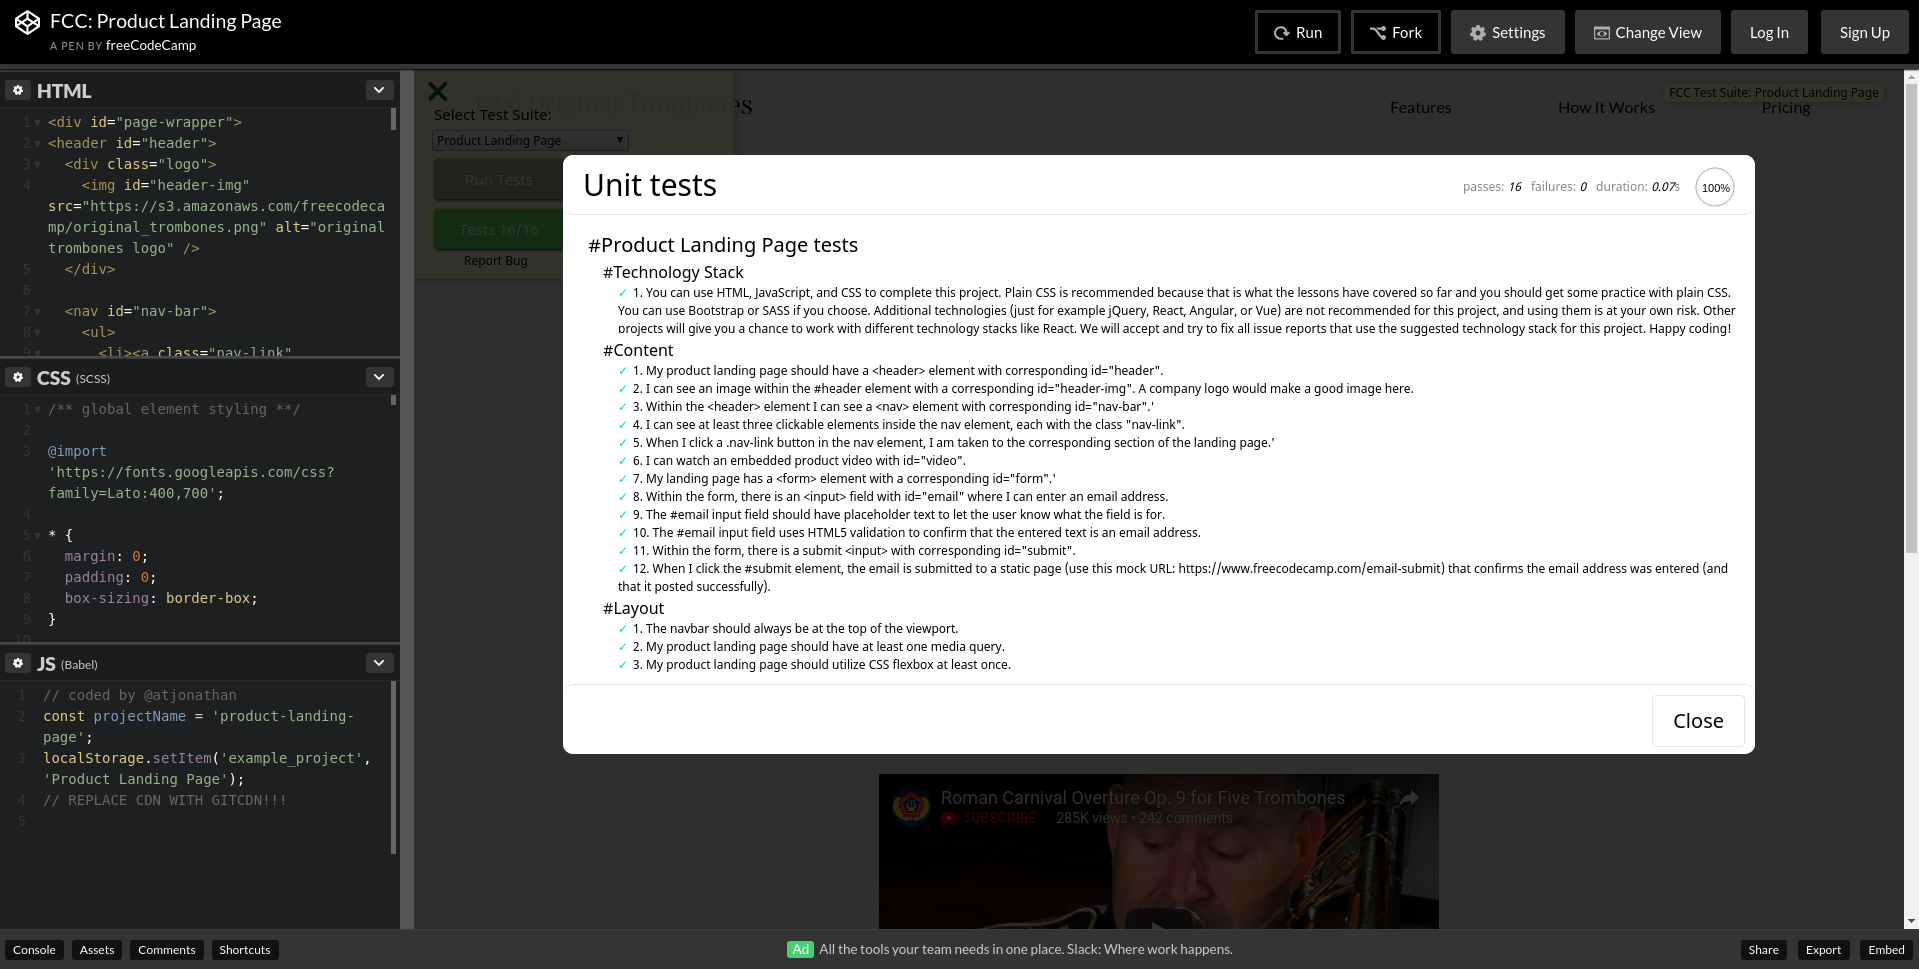 FCC: Product Landing Page
A PEN BY freeCodeCamp
Run
Fork
Settings
Change View
Log In
Sign Up
HTML
1 <div id="page-wrapper">
2 <header id="header">
3 <div class="logo">
4 <img id="header-img"
src="https://s3.amazonaws.com/freecodeca
mp/original_trombones.png" alt="original
trombones logo" />
5 </div>
6
7 <nav id="nav-bar">
8 <ul>
9 <li><a class="nav-link"
CSS (SCSS)
1 /** global element styling **/
2
3 @import
'https://fonts.googleapis.com/css?
family=Lato:400,700';
4
5 * {
6 margin: 0;
7 padding: 0;
8 box-sizing: border-box;
9 }
10
JS (Babel)
1 // coded by @atjonathan
2 const projectName = 'product-landing-
page';
3 localStorage.setItem('example_project',
'Product Landing Page');
4 // REPLACE CDN WITH GITCDN!!!
5
Original Trombones
Select Test Suite:
Product Landing Page
Run Tests
Tests 16/16
Report Bug
Features
How It Works
Pricing
FCC Test Suite: Product Landing Page
Unit tests
passes: 16 failures: 0 duration: 0.07s
100%
#Product Landing Page tests
#Technology Stack
✓ 1. You can use HTML, JavaScript, and CSS to complete this project. Plain CSS is recommended because that is what the lessons have covered so far and you should get some practice with plain CSS.
You can use Bootstrap or SASS if you choose. Additional technologies (just for example jQuery, React, Angular, or Vue) are not recommended for this project, and using them is at your own risk. Other
projects will give you a chance to work with different technology stacks like React. We will accept and try to fix all issue reports that use the suggested technology stack for this project. Happy coding!
#Content
✓ 1. My product landing page should have a <header> element with corresponding id="header".
✓ 2. I can see an image within the #header element with a corresponding id="header-img". A company logo would make a good image here.
✓ 3. Within the <header> element I can see a <nav> element with corresponding id="nav-bar".'
✓ 4. I can see at least three clickable elements inside the nav element, each with the class "nav-link".
✓ 5. When I click a .nav-link button in the nav element, I am taken to the corresponding section of the landing page.'
✓ 6. I can watch an embedded product video with id="video".
✓ 7. My landing page has a <form> element with a corresponding id="form".'
✓ 8. Within the form, there is an <input> field with id="email" where I can enter an email address.
✓ 9. The #email input field should have placeholder text to let the user know what the field is for.
✓ 10. The #email input field uses HTML5 validation to confirm that the entered text is an email address.
✓ 11. Within the form, there is a submit <input> with corresponding id="submit".
✓ 12. When I click the #submit element, the email is submitted to a static page (use this mock URL: https://www.freecodecamp.com/email-submit) that confirms the email address was entered (and
that it posted successfully).
#Layout
✓ 1. The navbar should always be at the top of the viewport.
✓ 2. My product landing page should have at least one media query.
✓ 3. My product landing page should utilize CSS flexbox at least once.
Close
Roman Carnival Overture Op. 9 for Five Trombones
SUBSCRIBE 285K views • 242 comments
Console
Assets
Comments
Shortcuts
Ad All the tools your team needs in one place. Slack: Where work happens.
Share
Export
Embed